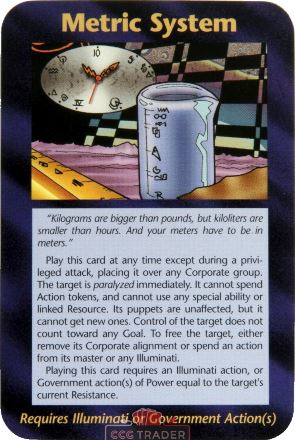 Metric System
"Kilograms are bigger than pounds, but kiloliters are
smaller than hours. And your meters have to be in
meters."
Play this card at any time except during a privi-
leged attack, placing it over any Corporate group.
The target is paralyzed immediately. It cannot spend
Action tokens, and cannot use any special ability or
linked Resource. Its puppets are unaffected, but it
cannot get new ones. Control of the target does not
count toward any Goal. To free the target, either
remove its Corporate alignment or spend an action
from its master or any Illuminati.
Playing this card requires an Illuminati action, or
Government action(s) of Power equal to the target's
current Resistance.
Requires Illuminati or Government Action(s)
CCG TRADER